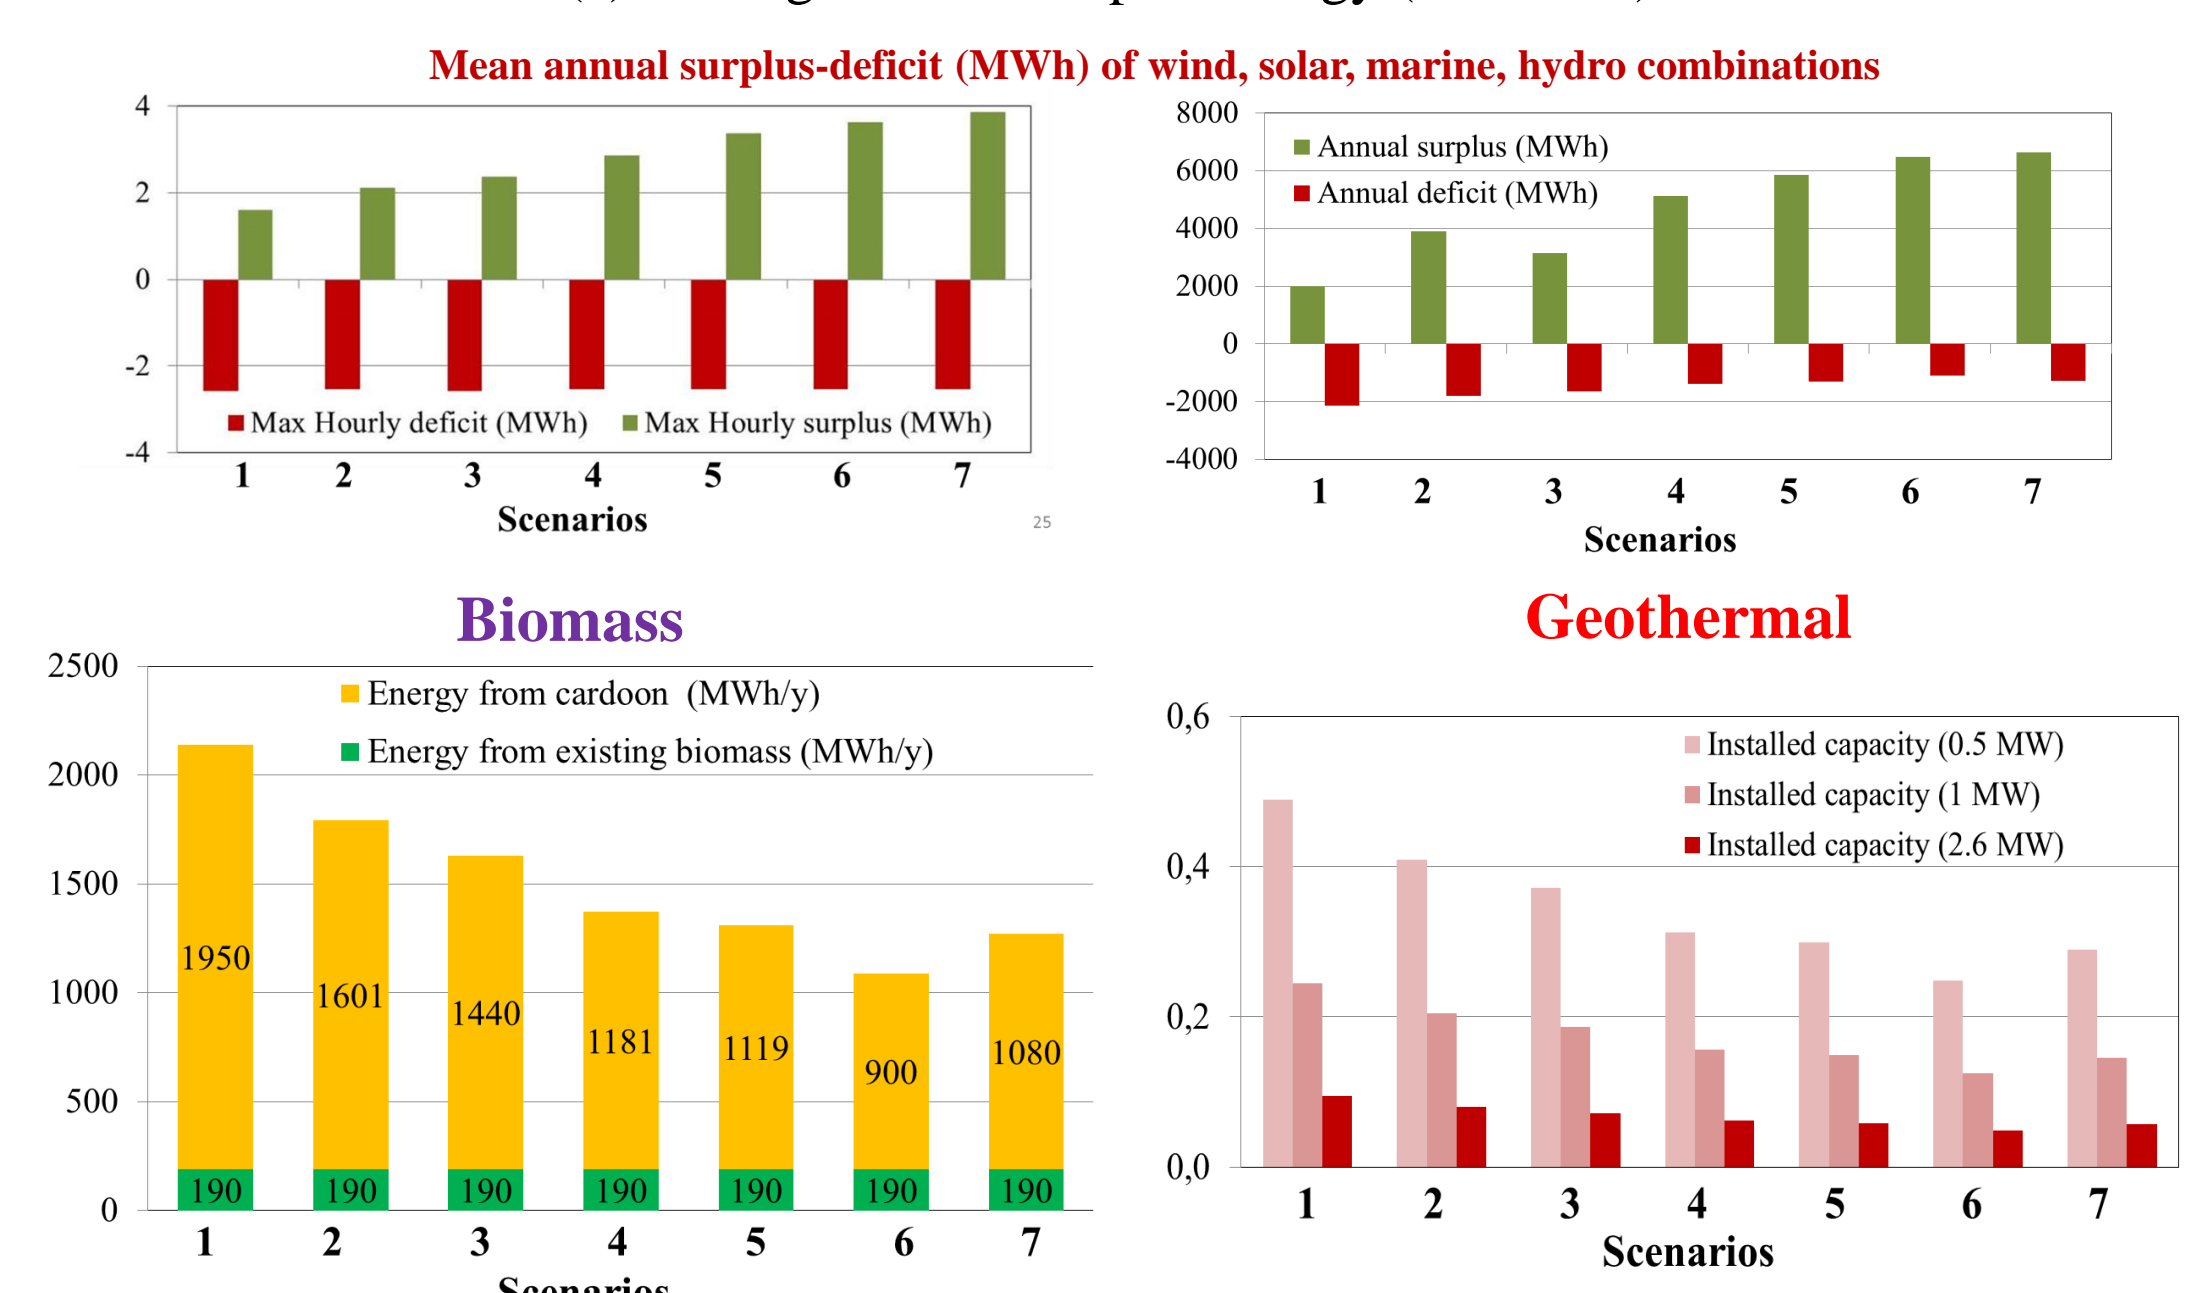 Mean annual surplus-deficit (MWh) of wind, solar, marine, hydro combinations
4
2
0
-2
-4
Max Hourly deficit (MWh) Max Hourly surplus (MWh)
1 2 3 4 5 6 7
Scenarios
25
8000
6000
4000
2000
0
-2000
-4000
Annual surplus (MWh)
Annual deficit (MWh)
1 2 3 4 5 6 7
Scenarios
Biomass
2500
2000
1500
1000
500
0
Energy from cardoon (MWh/y)
Energy from existing biomass (MWh/y)
1950 1601 1440 1181 1119 900 1080
190 190 190 190 190 190 190
1 2 3 4 5 6 7
Scenarios
Geothermal
0,6
0,4
0,2
0,0
Installed capacity (0.5 MW)
Installed capacity (1 MW)
Installed capacity (2.6 MW)
1 2 3 4 5 6 7
Scenarios